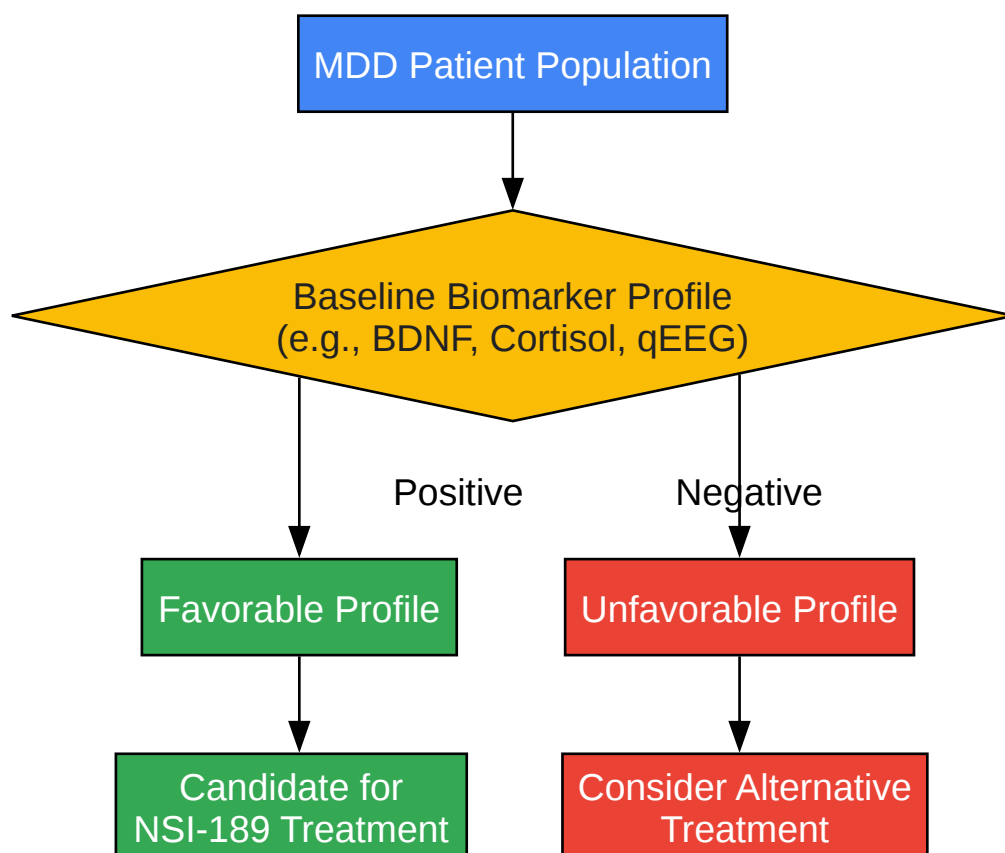 MDD Patient Population
Baseline Biomarker Profile
(e.g., BDNF, Cortisol, qEEG)
Positive
Negative
Favorable Profile
Unfavorable Profile
Candidate for
NSI-189 Treatment
Consider Alternative
Treatment